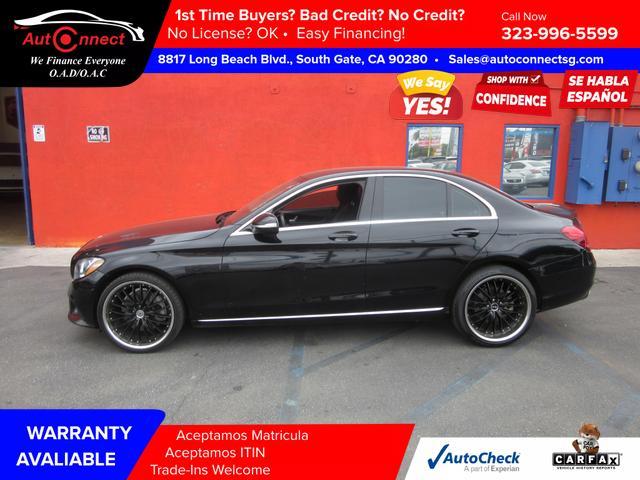 AutoConnect
We Finance Everyone
O.A.D/O.A.C
1st Time Buyers? Bad Credit? No Credit?
No License? OK • Easy Financing!
Call Now
323-996-5599
8817 Long Beach Blvd., South Gate, CA 90280 • Sales@autoconnectsg.com
We Say
YES!
SHOP WITH
CONFIDENCE
SE HABLA
ESPAÑOL
NO
SMOKING
WARRANTY
AVALIABLE
Aceptamos Matricula
Aceptamos ITIN
Trade-Ins Welcome
AutoCheck
A part of Experian
CARFAX
VEHICLE HISTORY REPORTS